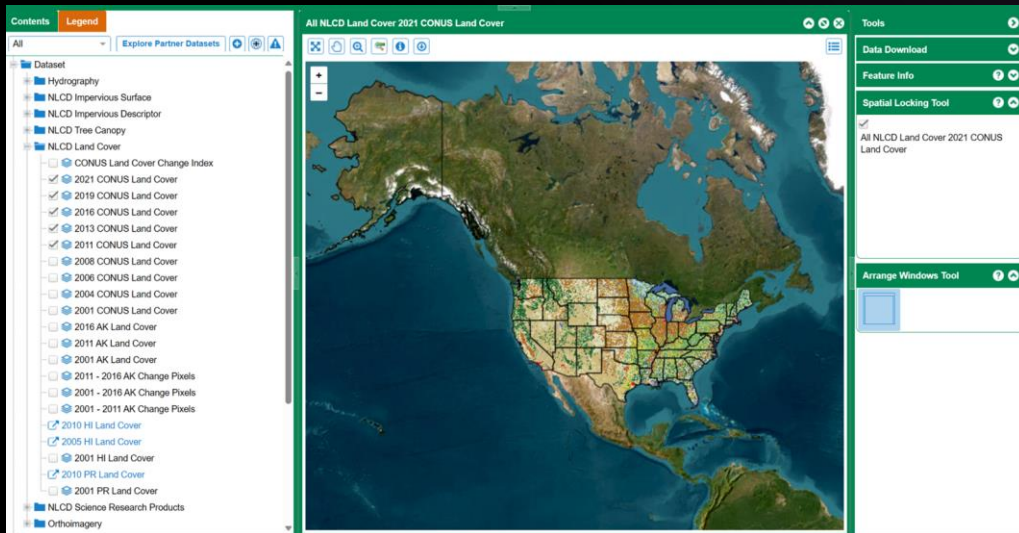 Contents Legend
All Explore Partner Datasets
Dataset
Hydrography
NLCD Impervious Surface
NLCD Impervious Descriptor
NLCD Tree Canopy
NLCD Land Cover
CONUS Land Cover Change Index
2021 CONUS Land Cover
2019 CONUS Land Cover
2016 CONUS Land Cover
2013 CONUS Land Cover
2011 CONUS Land Cover
2008 CONUS Land Cover
2006 CONUS Land Cover
2004 CONUS Land Cover
2001 CONUS Land Cover
2016 AK Land Cover
2011 AK Land Cover
2001 AK Land Cover
2011 - 2016 AK Change Pixels
2001 - 2016 AK Change Pixels
2001 - 2011 AK Change Pixels
2010 HI Land Cover
2005 HI Land Cover
2001 HI Land Cover
2010 PR Land Cover
2001 PR Land Cover
NLCD Science Research Products
Orthoimagery
All NLCD Land Cover 2021 CONUS Land Cover
+
−
Tools
Data Download
Feature Info ?
Spatial Locking Tool ?
All NLCD Land Cover 2021 CONUS
Land Cover
Arrange Windows Tool ?